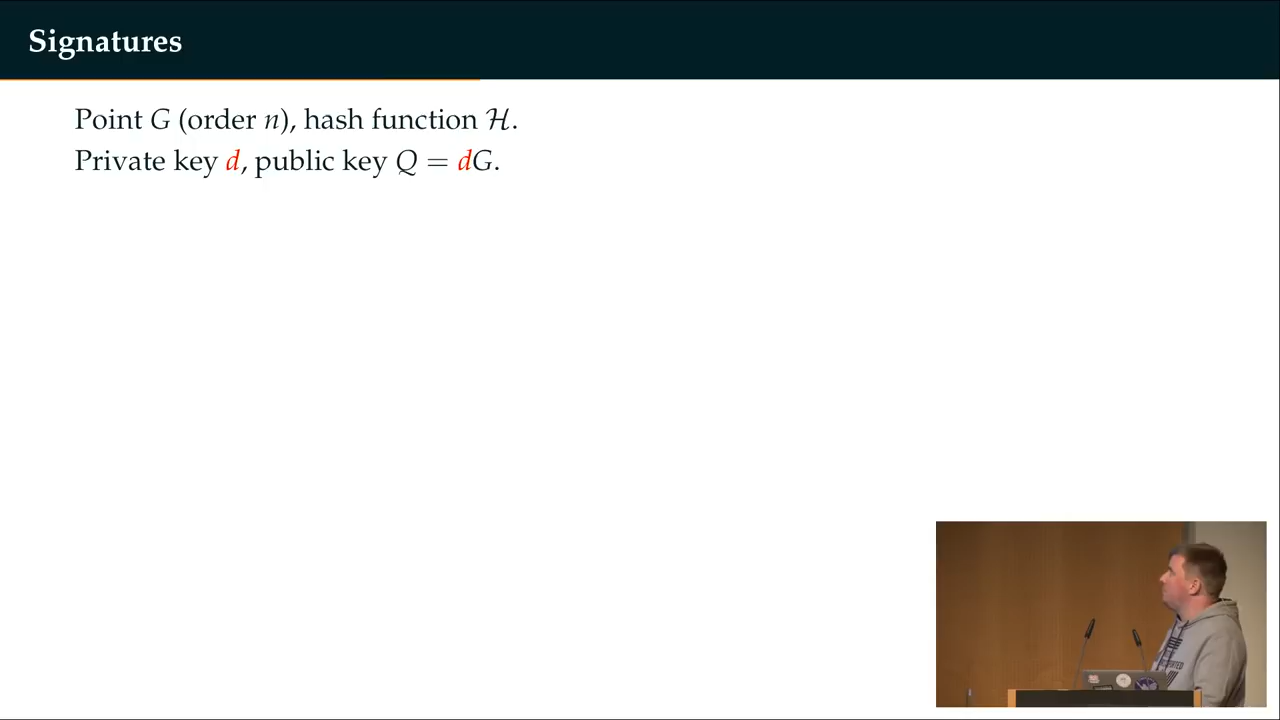 Signatures
Point G (order n), hash function ℋ.
Private key d, public key Q = dG.